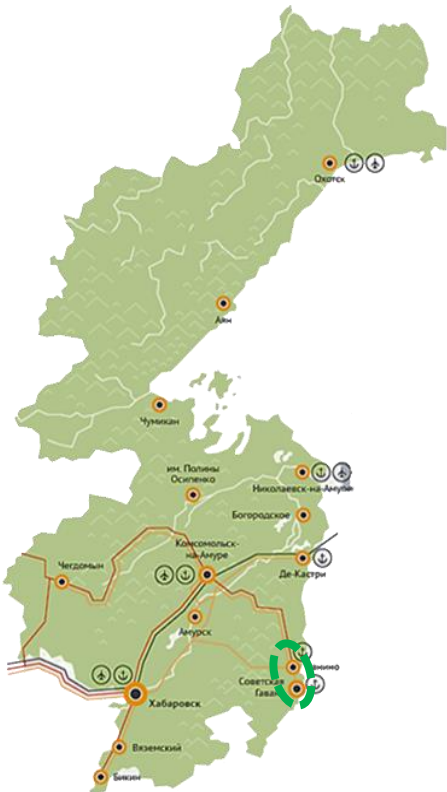 Охотск
Аян
Чумикан
им. Полины
Осипенко
Николаевск-на-Амуре
Богородское
Комсомольск-
на-Амуре
Чегдомын
Де-Кастри
Амурск
Советская
Хабаровск
Вяземский
Бикин